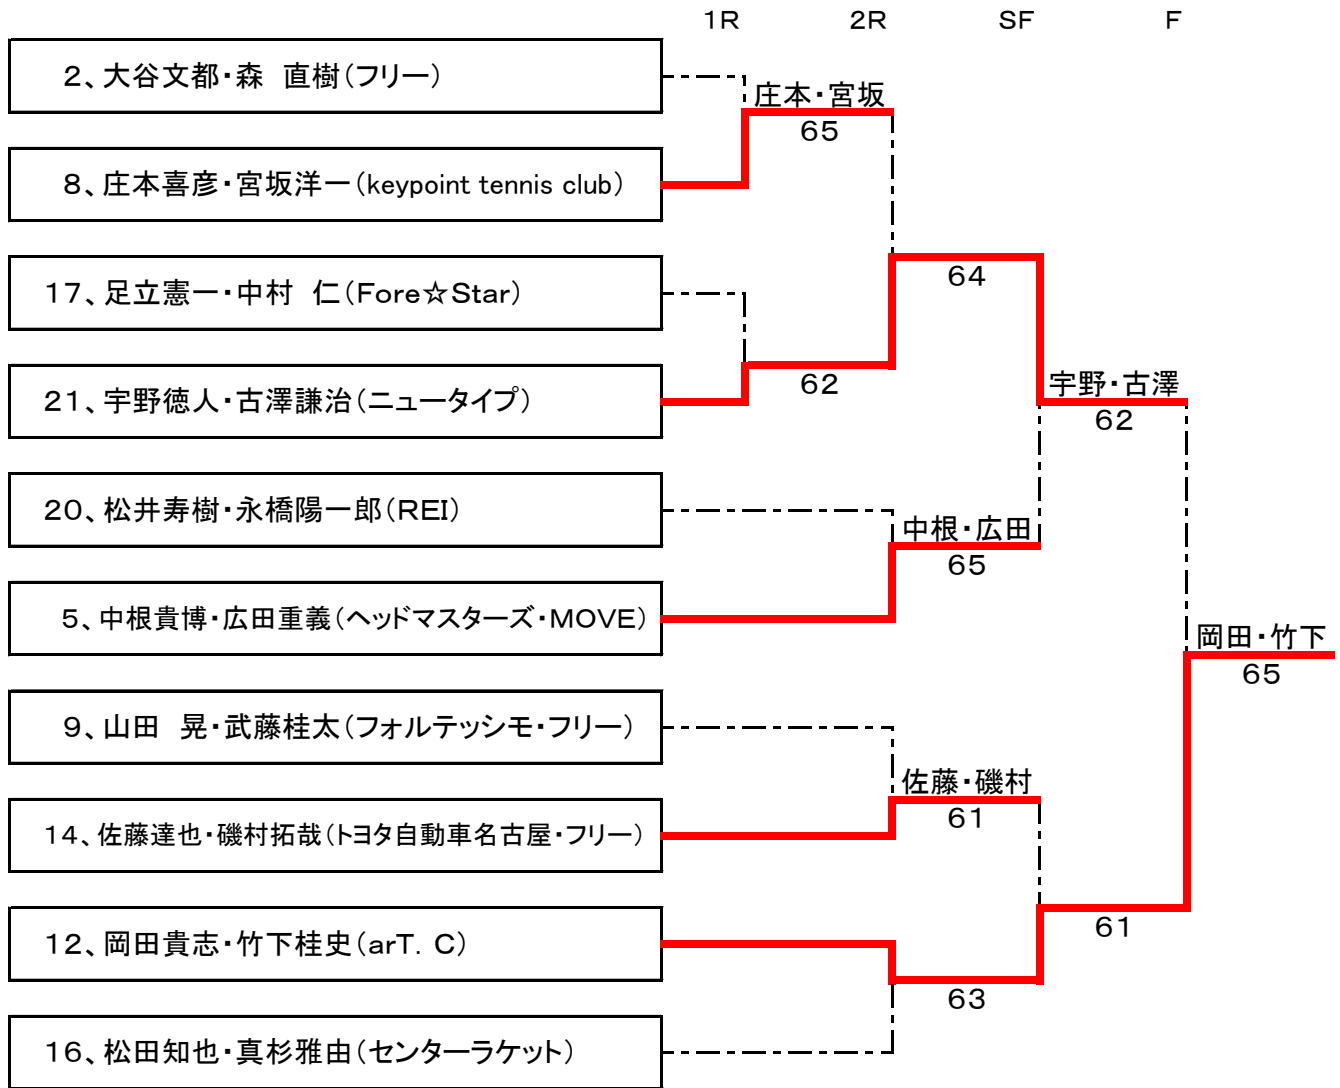 1R 2R SF F
2、大谷文都・森 直樹(フリー)
庄本・宮坂
65
8、庄本喜彦・宮坂洋一(keypoint tennis club)
17、足立憲一・中村 仁(Fore☆Star)
64
21、宇野徳人・古澤謙治(ニュータイプ)
62
宇野・古澤
62
20、松井寿樹・永橋陽一郎(REI)
中根・広田
65
5、中根貴博・広田重義(ヘッドマスターズ・MOVE)
岡田・竹下
65
9、山田 晃・武藤桂太(フォルテッシモ・フリー)
佐藤・磯村
61
14、佐藤達也・磯村拓哉(トヨタ自動車名古屋・フリー)
12、岡田貴志・竹下桂史(arT. C)
61
63
16、松田知也・真杉雅由(センターラケット)